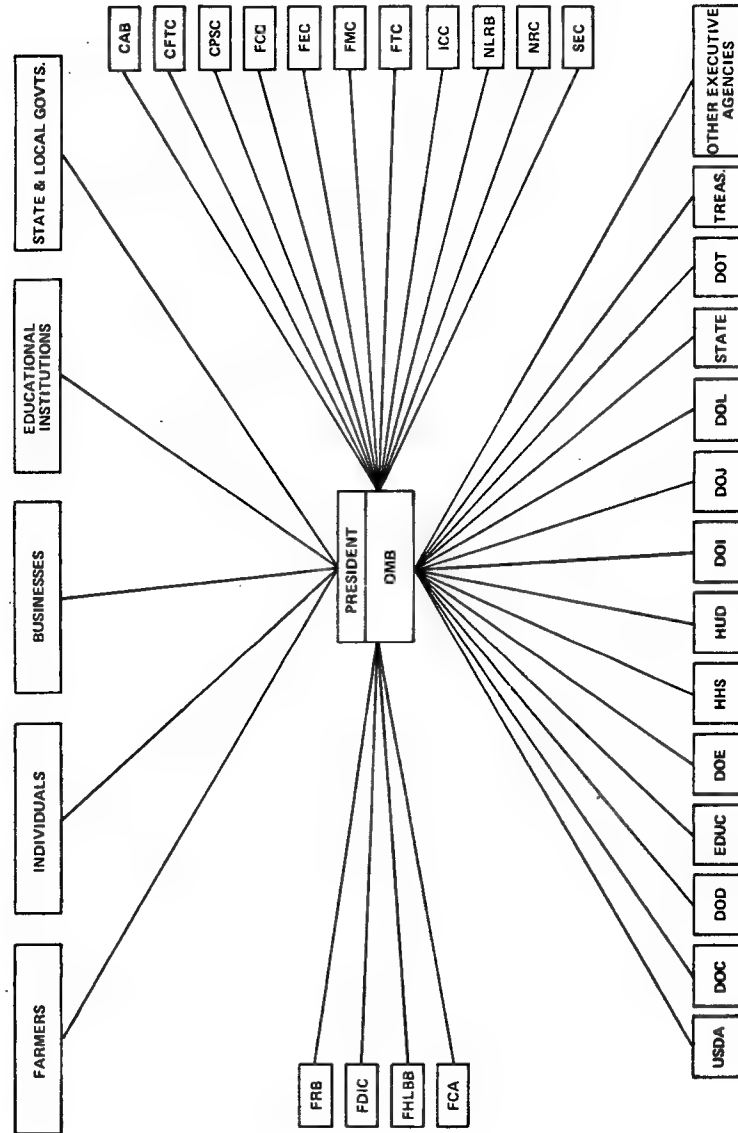 FARMERS
INDIVIDUALS
BUSINESSES
EDUCATIONAL
INSTITUTIONS
STATE & LOCAL GOVTS.
PRESIDENT
OMB
FRB
FDIC
FHLBB
FCA
CAB
CFTC
CPSC
FCC
FEC
FMC
FTC
ICC
NLRB
NRC
SEC
USDA
DOC
DOD
EDUC
DOE
HHS
HUD
DOI
DOJ
DOL
STATE
DOT
TREAS.
OTHER EXECUTIVE
AGENCIES